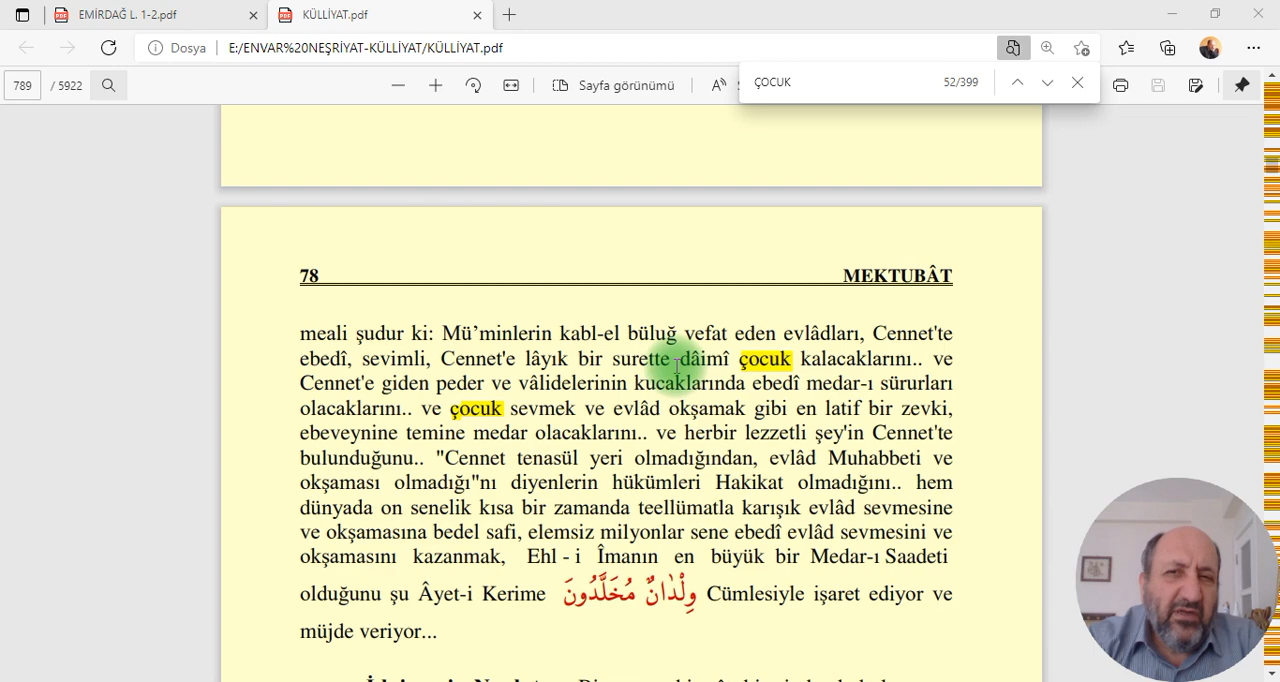 EMİRDAĞ L. 1-2.pdf
KÜLLİYAT.pdf
Dosya
E:/ENVAR%20NEŞRİYAT-KÜLLİYAT/KÜLLİYAT.pdf
789 / 5922
Sayfa görünümü
ÇOCUK 52/399
78 MEKTUBÂT
meali şudur ki: Mü’minlerin kabl-el büluğ vefat eden evlâdları, Cennet'te
ebedî, sevimli, Cennet'e lâyık bir surette dâimî çocuk kalacaklarını.. ve
Cennet'e giden peder ve vâlidelerinin kucaklarında ebedî medar-ı sürurları
olacaklarını.. ve çocuk sevmek ve evlâd okşamak gibi en latif bir zevki,
ebeveynine temine medar olacaklarını.. ve herbir lezzetli şey'in Cennet'te
bulunduğunu.. "Cennet tenasül yeri olmadığından, evlâd Muhabbeti ve
okşaması olmadığı"nı diyenlerin hükümleri Hakikat olmadığını.. hem
dünyada on senelik kısa bir zamanda teellümatla karışık evlâd sevmesine
ve okşamasına bedel safi, elemsiz milyonlar sene ebedî evlâd sevmesini ve
okşamasını kazanmak, Ehl - i Îmanın en büyük bir Medar-ı Saadeti
olduğunu şu Âyet-i Kerime وِلْدَانٌ مُخَلَّدُونَ Cümlesiyle işaret ediyor ve
müjde veriyor...